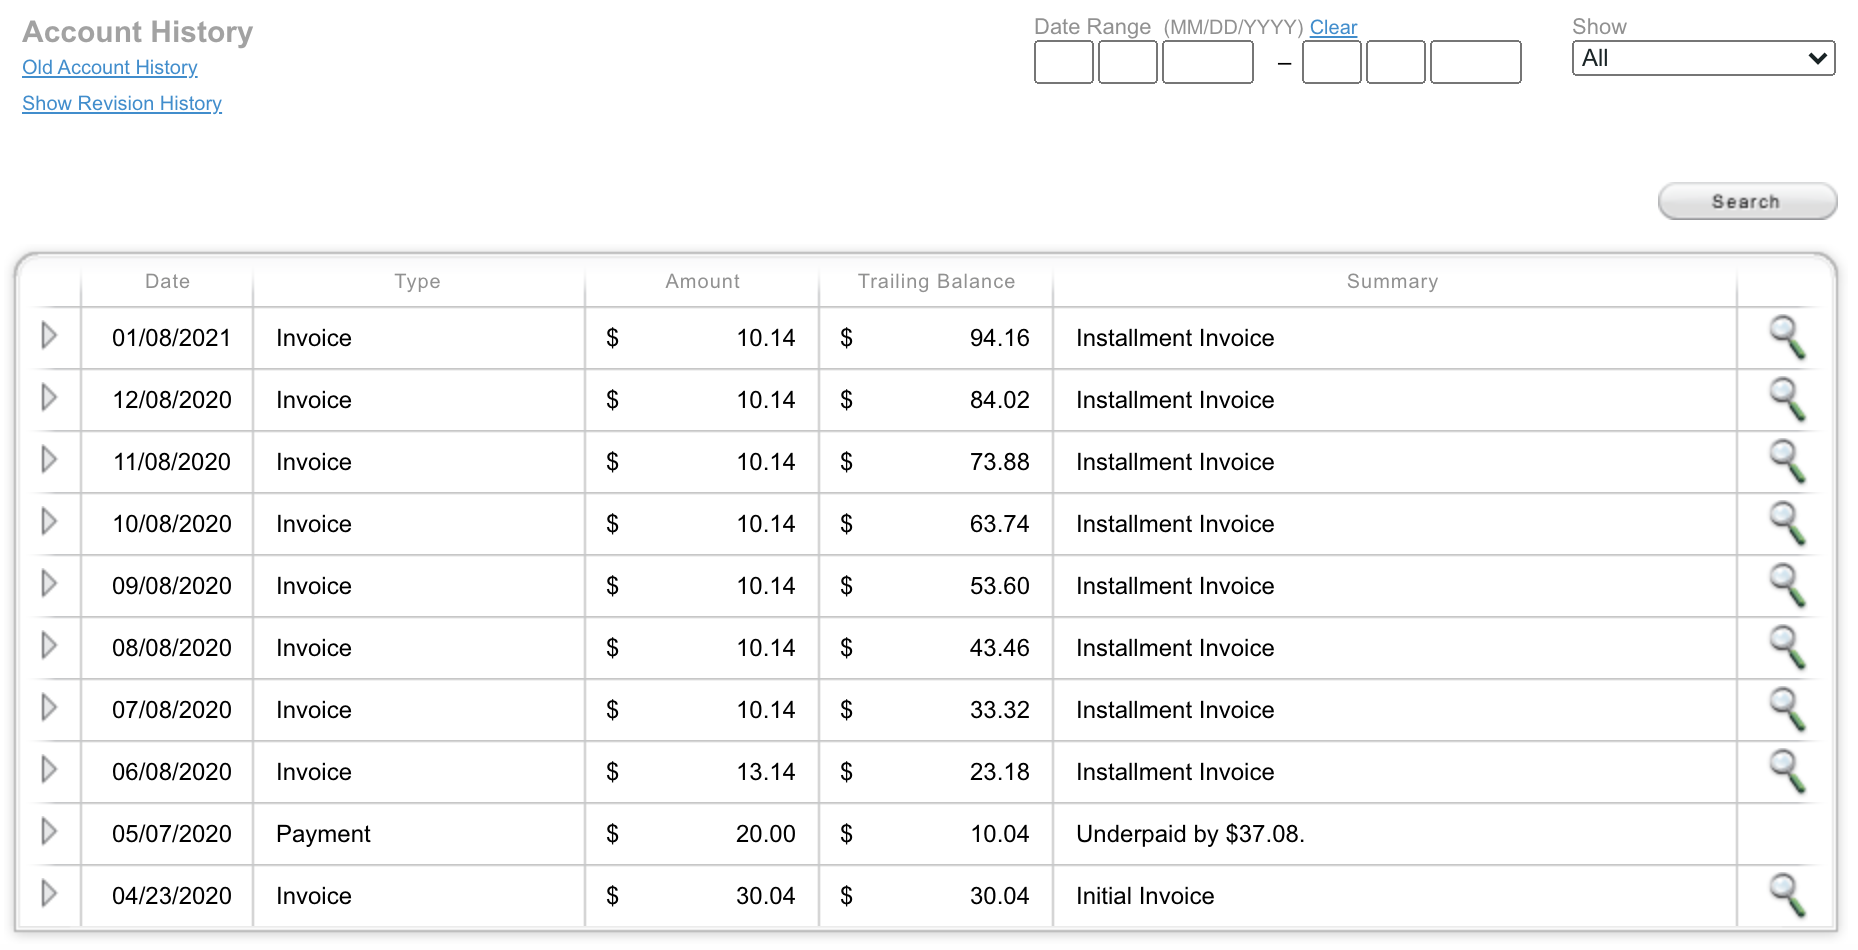 Account History
Old Account History
Show Revision History
Date Range (MM/DD/YYYY) Clear
–
Show
All
Search
Date Type Amount Trailing Balance Summary
01/08/2021 Invoice $ 10.14 $ 94.16 Installment Invoice
12/08/2020 Invoice $ 10.14 $ 84.02 Installment Invoice
11/08/2020 Invoice $ 10.14 $ 73.88 Installment Invoice
10/08/2020 Invoice $ 10.14 $ 63.74 Installment Invoice
09/08/2020 Invoice $ 10.14 $ 53.60 Installment Invoice
08/08/2020 Invoice $ 10.14 $ 43.46 Installment Invoice
07/08/2020 Invoice $ 10.14 $ 33.32 Installment Invoice
06/08/2020 Invoice $ 13.14 $ 23.18 Installment Invoice
05/07/2020 Payment $ 20.00 $ 10.04 Underpaid by $37.08.
04/23/2020 Invoice $ 30.04 $ 30.04 Initial Invoice